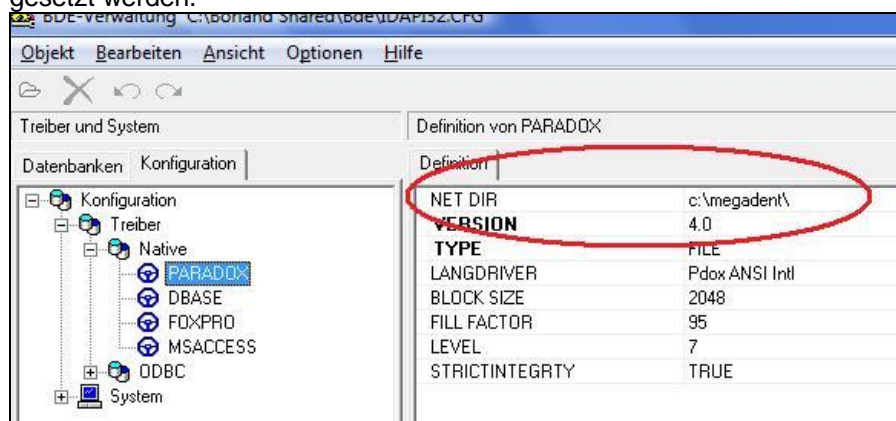 gesetzt werden.
BDE-Verwaltung C:\Borland Shared\Bde\IDAPI32.CFG
Objekt Bearbeiten Ansicht Optionen Hilfe
Treiber und System
Definition von PARADOX
Datenbanken Konfiguration
Definition
Konfiguration
NET DIR c:\megadent\
Treiber
VERSION 4.0
Native
TYPE FILE
PARADOX
LANGDRIVER Pdox ANSI Intl
DBASE
BLOCK SIZE 2048
FOXPRO
FILL FACTOR 95
MSACCESS
LEVEL 7
ODBC
STRICTINTEGRTY TRUE
System